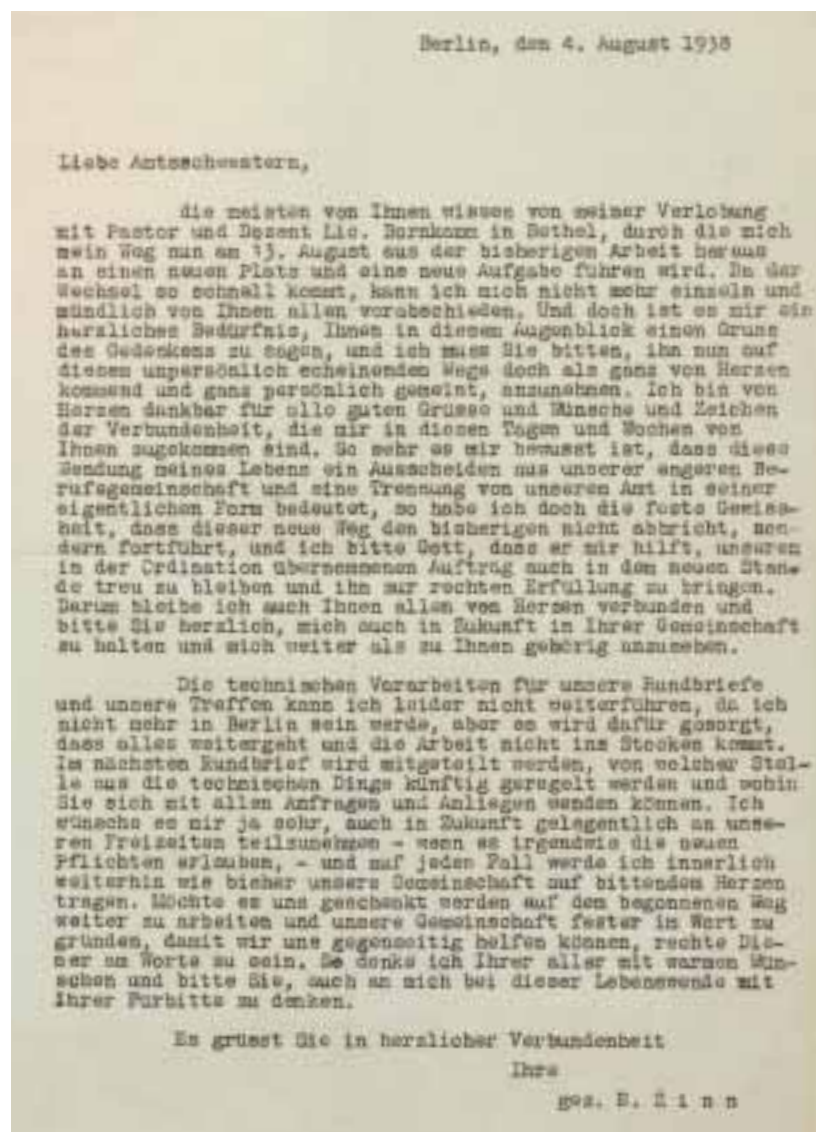 Berlin, den 4. August 1938
Liebe Amtsschwestern,
die meisten von Ihnen wissen von meiner Verlobung
mit Pastor und Dozent Lic. Bornkamm in Bethel, durch die mich
mein Weg nun am 13. August aus der bisherigen Arbeit heraus
an einen neuen Platz und eine neue Aufgabe führen wird. Da der
Wechsel so schnell kommt, kann ich mich nicht mehr einzeln und
mündlich von Ihnen allen verabschieden. Und doch ist es mir ein
herzliches Bedürfnis, Ihnen in diesem Augenblick einen Gruss
des Gedenkens zu sagen, und ich muss Sie bitten, ihn nun auf
diesem unpersönlich scheinenden Wege doch als ganz von Herzen
kommend und ganz persönlich gemeint, anzunehmen. Ich bin von
Herzen dankbar für alle guten Grüsse und Wünsche und Zeichen
der Verbundenheit, die mir in diesen Tagen und Wochen von
Ihnen zugekommen sind. So sehr es mir bewusst ist, dass diese
Wendung meines Lebens ein Ausscheiden aus unserer engeren Be-
rufsgemeinschaft und eine Trennung von unserem Amt in seiner
eigentlichen Form bedeutet, so habe ich doch die feste Gewiss-
heit, dass dieser neue Weg den bisherigen nicht abbricht, son-
dern fortführt, und ich bitte Gott, dass er mir hilft, unserem
in der Ordination übernommenen Auftrag auch in dem neuen Stan-
de treu zu bleiben und ihn zur rechten Erfüllung zu bringen.
Darum bleibe ich auch Ihnen allen von Herzen verbunden und
bitte Sie herzlich, mich auch in Zukunft in Ihrer Gemeinschaft
zu halten und mich weiter als zu Ihnen gehörig anzusehen.
Die technischen Vorarbeiten für unsere Rundbriefe
und unsere Treffen kann ich leider nicht weiterführen, da ich
nicht mehr in Berlin sein werde, aber es wird dafür gesorgt,
dass alles weitergeht und die Arbeit nicht ins Stocken kommt.
Im nächsten Rundbrief wird mitgeteilt werden, von welcher Stel-
le aus die technischen Dinge künftig geregelt werden und wohin
Sie sich mit allen Anfragen und Anliegen wenden können. Ich
wünsche es mir ja sehr, auch in Zukunft gelegentlich an unse-
ren Freizeiten teilzunehmen - wenn es irgendwie die neuen
Pflichten erlauben, - und auf jeden Fall werde ich innerlich
weiterhin wie bisher unsere Gemeinschaft auf bittendem Herzen
tragen. Möchte es uns geschenkt werden auf dem begonnenen Weg
weiter zu arbeiten und unsere Gemeinschaft fester im Wort zu
gründen, damit wir uns gegenseitig helfen können, rechte Die-
ner am Worte zu sein. So denke ich Ihrer aller mit warmen Wün-
schen und bitte Sie, auch an mich bei dieser Lebenswende mit
Ihrer Fürbitte zu denken.
Es grüsst Sie in herzlicher Verbundenheit
Ihre
gez. E. Z i n n